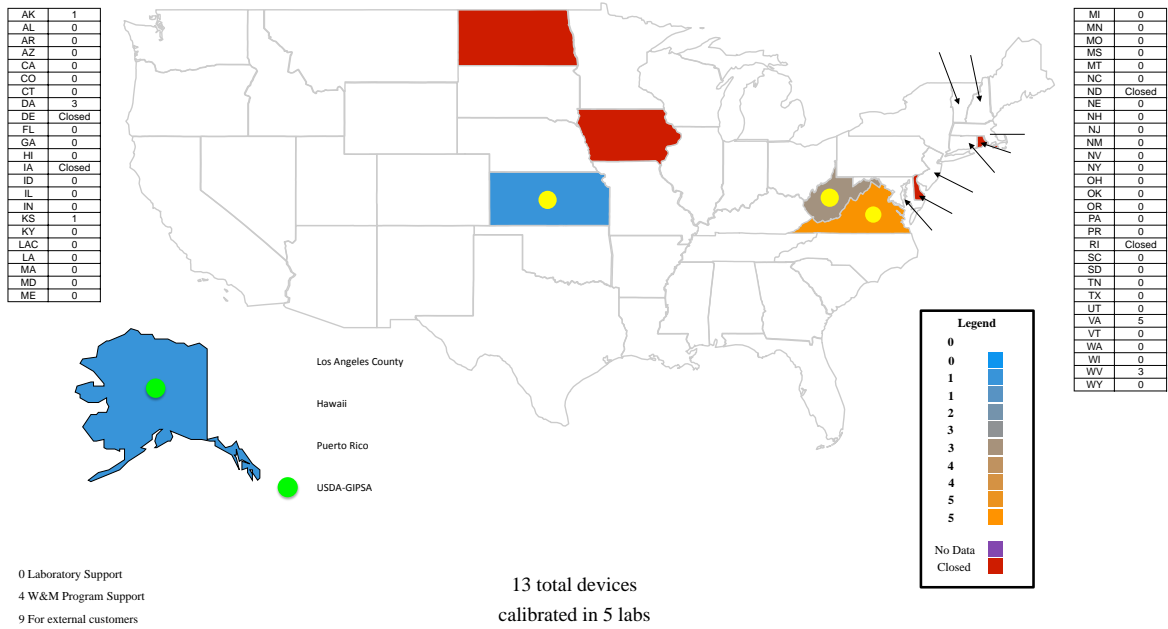 AK 1
AL 0
AR 0
AZ 0
CA 0
CO 0
CT 0
DA 3
DE Closed
FL 0
GA 0
HI 0
IA Closed
ID 0
IL 0
IN 0
KS 1
KY 0
LAC 0
LA 0
MA 0
MD 0
ME 0
MI 0
MN 0
MO 0
MS 0
MT 0
NC 0
ND Closed
NE 0
NH 0
NJ 0
NM 0
NV 0
NY 0
OH 0
OK 0
OR 0
PA 0
PR 0
RI Closed
SC 0
SD 0
TN 0
TX 0
UT 0
VA 5
VT 0
WA 0
WI 0
WV 3
WY 0
Los Angeles County
Hawaii
Puerto Rico
USDA-GIPSA
Legend
0
0
1
1
2
3
3
4
4
5
5
No Data
Closed
0 Laboratory Support
4 W&M Program Support
9 For external customers
13 total devices
calibrated in 5 labs